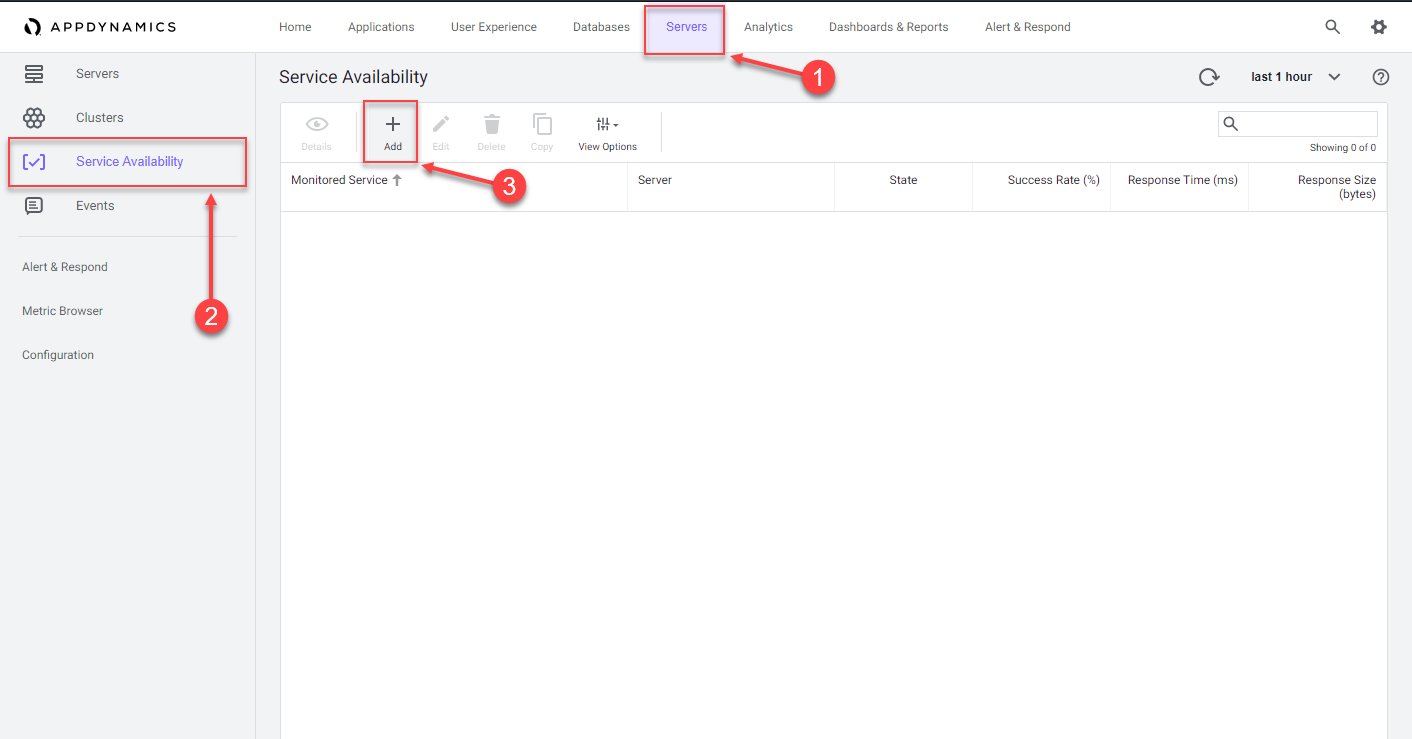 APPDYNAMICS
Home Applications User Experience Databases Servers Analytics Dashboards & Reports Alert & Respond
1
Servers
Clusters
Service Availability
Events
2
Alert & Respond
Metric Browser
Configuration
Service Availability
last 1 hour
?
Details Add Edit Delete Copy View Options
Showing 0 of 0
3
Monitored Service Server State Success Rate (%) Response Time (ms) Response Size
(bytes)